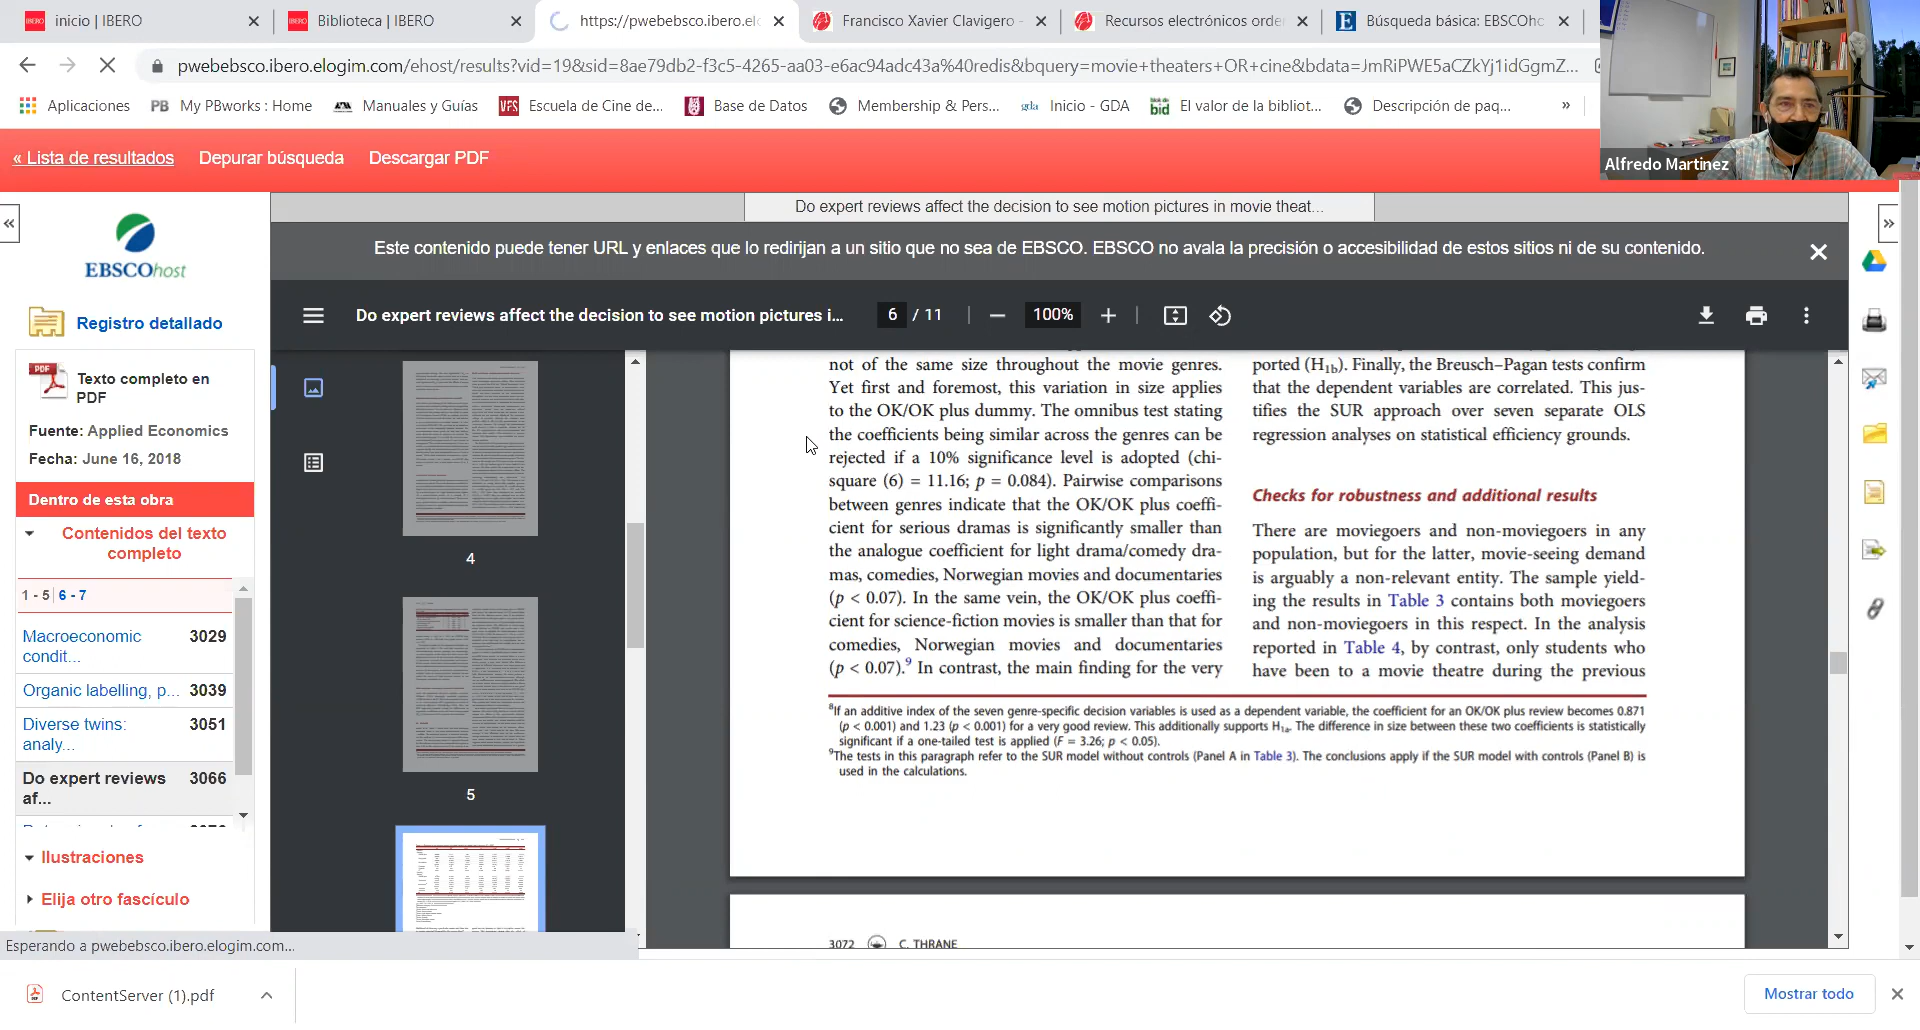 inicio | IBERO
Biblioteca | IBERO
https://pwebebsco.ibero.el
Francisco Xavier Clavigero -
Recursos electrónicos orde
Búsqueda básica: EBSCOho
pwebebsco.ibero.elogim.com/ehost/results?vid=19&sid=8ae79db2-f3c5-4265-aa03-e6ac94adc43a%40redis&bquery=movie+theaters+OR+cine&bdata=JmRiPWE5aCZkYj1idGgmZ...
Aplicaciones
PB My PBworks : Home
Manuales y Guías
Escuela de Cine de...
Base de Datos
Membership & Pers...
gda Inicio - GDA
bid El valor de la bibliot...
Descripción de paq...
»
Alfredo Martinez
« Lista de resultados
Depurar búsqueda
Descargar PDF
Do expert reviews affect the decision to see motion pictures in movie theat...
Este contenido puede tener URL y enlaces que lo redirijan a un sitio que no sea de EBSCO. EBSCO no avala la precisión o accesibilidad de estos sitios ni de su contenido.
Do expert reviews affect the decision to see motion pictures i...
6 / 11
100%
EBSCOhost
Registro detallado
PDF
Texto completo en
PDF
Fuente: Applied Economics
Fecha: June 16, 2018
Dentro de esta obra
Contenidos del texto
completo
1 - 5 | 6 - 7
Macroeconomic 3029
condit...
Organic labelling, p... 3039
Diverse twins: 3051
analy...
Do expert reviews 3066
af...
Ilustraciones
Elija otro fascículo
4
5
not of the same size throughout the movie genres.
Yet first and foremost, this variation in size applies
to the OK/OK plus dummy. The omnibus test stating
the coefficients being similar across the genres can be
rejected if a 10% significance level is adopted (chi-
square (6) = 11.16; p = 0.084). Pairwise comparisons
between genres indicate that the OK/OK plus coeffi-
cient for serious dramas is significantly smaller than
the analogue coefficient for light drama/comedy dra-
mas, comedies, Norwegian movies and documentaries
(p < 0.07). In the same vein, the OK/OK plus coeffi-
cient for science-fiction movies is smaller than that for
comedies, Norwegian movies and documentaries
(p < 0.07).9 In contrast, the main finding for the very
ported (H1b). Finally, the Breusch–Pagan tests confirm
that the dependent variables are correlated. This jus-
tifies the SUR approach over seven separate OLS
regression analyses on statistical efficiency grounds.
Checks for robustness and additional results
There are moviegoers and non-moviegoers in any
population, but for the latter, movie-seeing demand
is arguably a non-relevant entity. The sample yield-
ing the results in Table 3 contains both moviegoers
and non-moviegoers in this respect. In the analysis
reported in Table 4, by contrast, only students who
have been to a movie theatre during the previous
8If an additive index of the seven genre-specific decision variables is used as a dependent variable, the coefficient for an OK/OK plus review becomes 0.871
(p < 0.001) and 1.23 (p < 0.001) for a very good review. This additionally supports H1a. The difference in size between these two coefficients is statistically
significant if a one-tailed test is applied (F = 3.26; p < 0.05).
9The tests in this paragraph refer to the SUR model without controls (Panel A in Table 3). The conclusions apply if the SUR model with controls (Panel B) is
used in the calculations.
3072 C. THRANE
Esperando a pwebebsco.ibero.elogim.com...
ContentServer (1).pdf
Mostrar todo